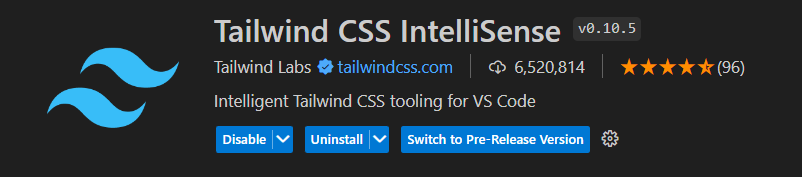 Tailwind CSS IntelliSense v0.10.5
Tailwind Labs tailwindcss.com 6,520,814 (96)
Intelligent Tailwind CSS tooling for VS Code
Disable Uninstall Switch to Pre-Release Version